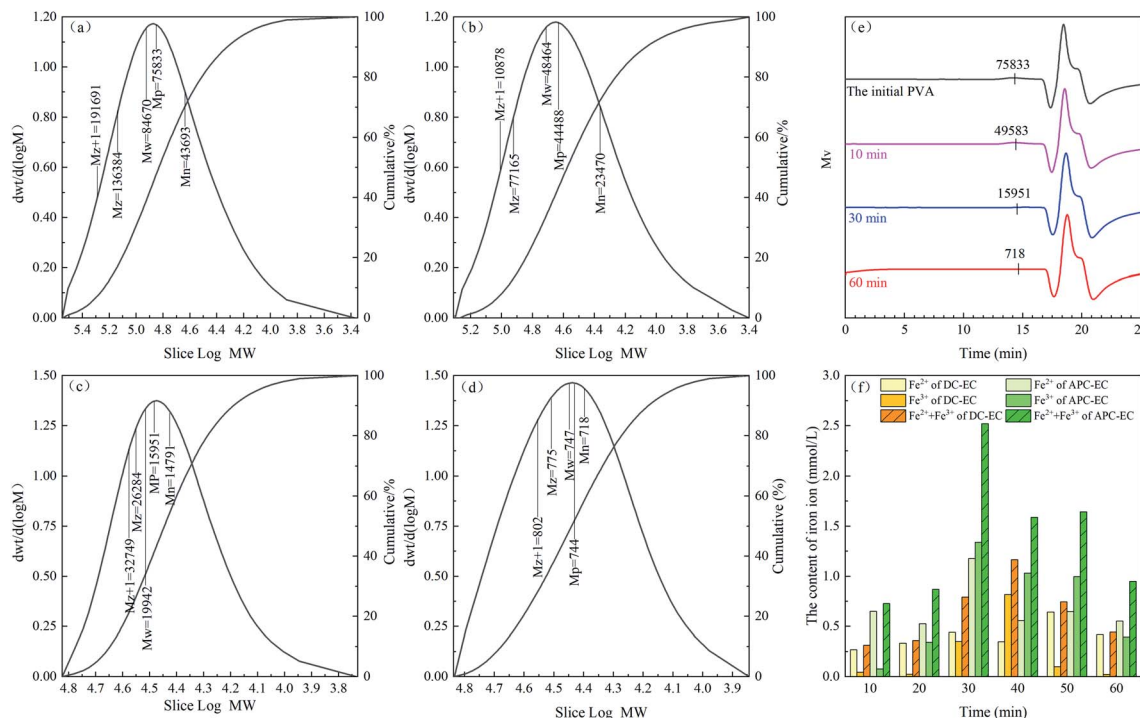 (a)
1.20
1.00
0.80
0.60
0.40
0.20
0.00
dwt/d(logM)
100
80
60
40
20
0
Cumulative/%
Mz+1=191691
Mz=136384
Mw=84670
Mp=75833
Mn=43693
5.4 5.2 5.0 4.8 4.6 4.4 4.2 4.0 3.8 3.6 3.4
Slice Log MW
(b)
1.20
1.00
0.80
0.60
0.40
0.20
0.00
dwt/d(logM)
100
80
60
40
20
0
Cumulative/%
Mz+1=10878
Mz=77165
Mw=48464
Mp=44488
Mn=23470
5.2 5.0 4.8 4.6 4.4 4.2 4.0 3.8 3.6 3.4
Slice Log MW
(e)
Mv
75833
The initial PVA
49583
10 min
15951
30 min
718
60 min
0 5 10 15 20 25
Time (min)
(c)
1.50
1.25
1.00
0.75
0.50
0.25
0.00
dwt/d(logM)
100
80
60
40
20
0
Cumulative/%
Mz+1=32749
Mz=26284
Mw=19942
MP=15951
Mn=14791
4.8 4.7 4.6 4.5 4.4 4.3 4.2 4.1 4.0 3.9 3.8
Slice Log MW
(d)
1.50
1.25
1.00
0.75
0.50
0.25
0.00
dwt/d(logM)
100
80
60
40
20
0
Cumulative (%)
Mz+1=802
Mz=775
Mw=747
Mp=744
Mn=718
4.8 4.7 4.6 4.5 4.4 4.3 4.2 4.1 4.0 3.9
Slice Log MW
(f)
3.0
2.5
2.0
1.5
1.0
0.5
0.0
The content of iron ion (mmol/L)
Fe²⁺ of DC-EC Fe²⁺ of APC-EC
Fe³⁺ of DC-EC Fe³⁺ of APC-EC
Fe²⁺+Fe³⁺ of DC-EC Fe²⁺+Fe³⁺ of APC-EC
10 20 30 40 50 60
Time (min)